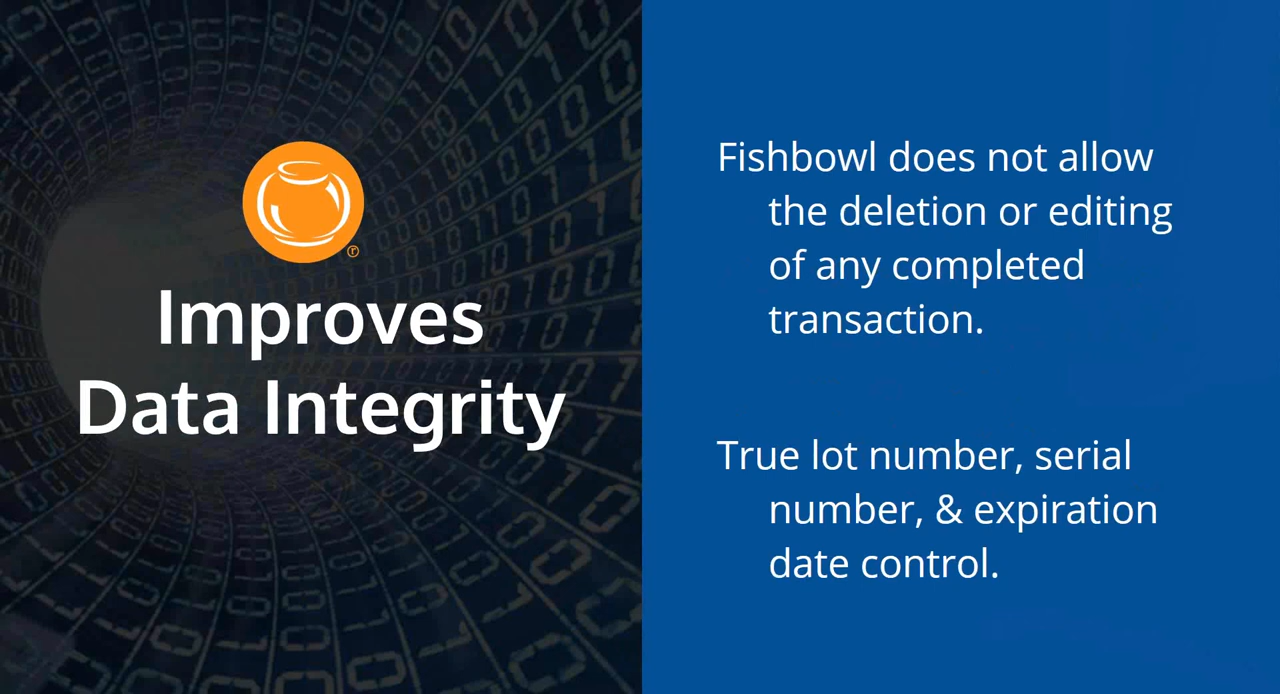 Improves
Data Integrity
Fishbowl does not allow
the deletion or editing
of any completed
transaction.
True lot number, serial
number, & expiration
date control.